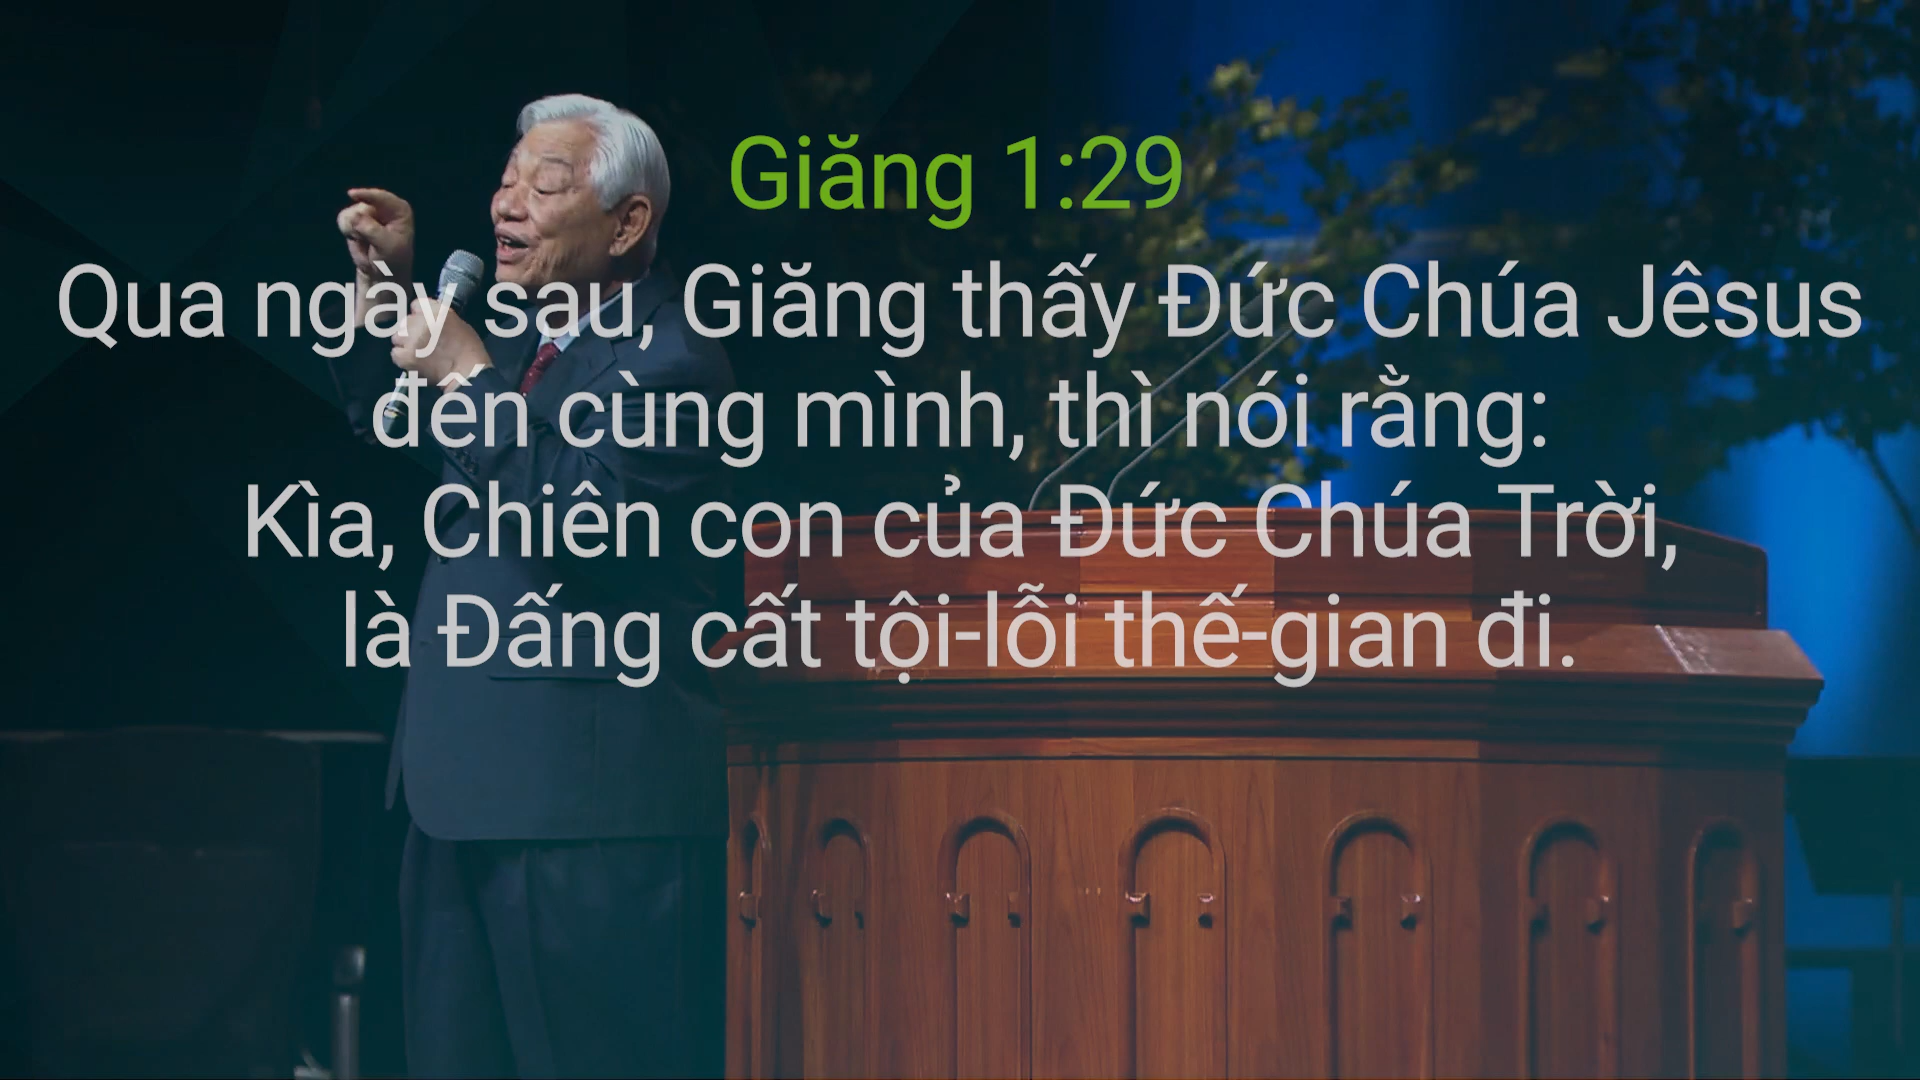 Giăng 1:29
Qua ngày sau, Giăng thấy Đức Chúa Jêsus
đến cùng mình, thì nói rằng:
Kìa, Chiên con của Đức Chúa Trời,
là Đấng cất tội-lỗi thế-gian đi.